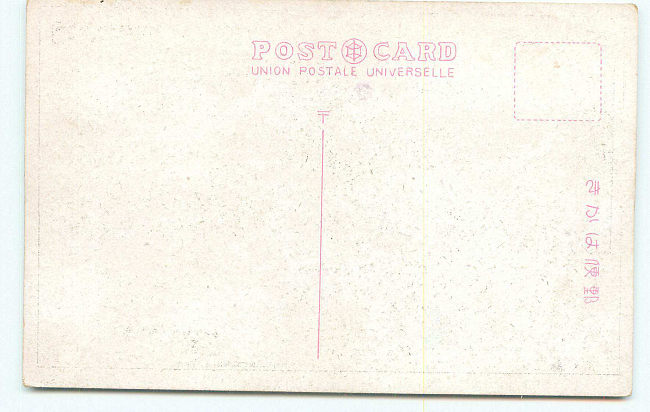 POST CARD
UNION POSTALE UNIVERSELLE
郵便はかき